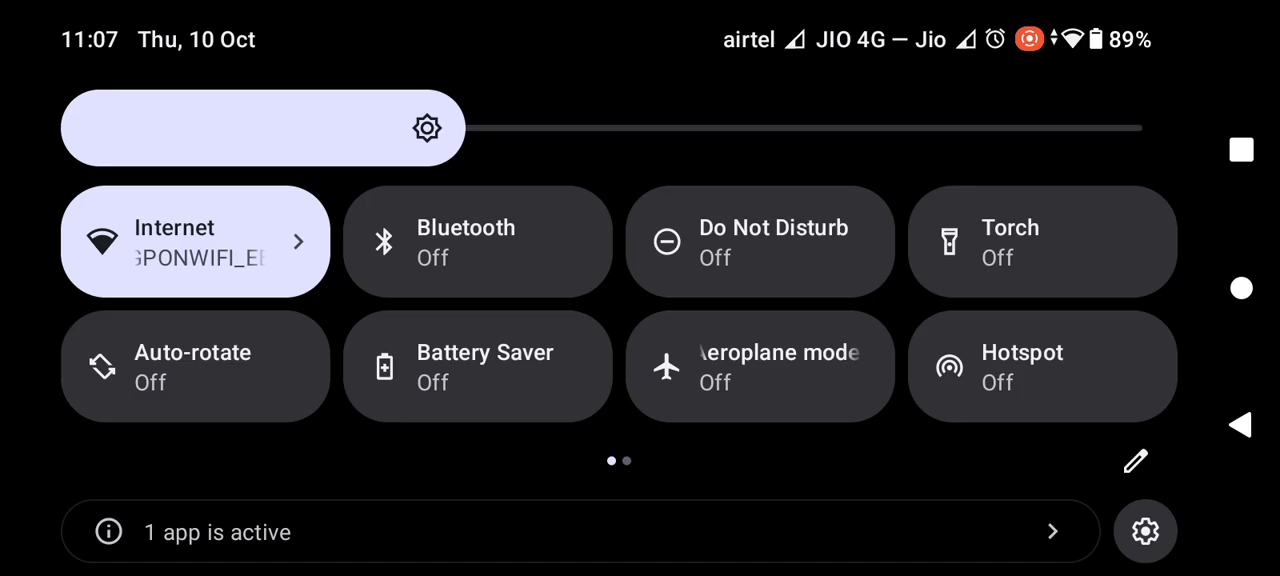 11:07 Thu, 10 Oct airtel JIO 4G — Jio 89%
Internet
Bluetooth
Off
Do Not Disturb
Off
Torch
Off
Auto-rotate
Off
Battery Saver
Off
Aeroplane mode
Off
Hotspot
Off
1 app is active